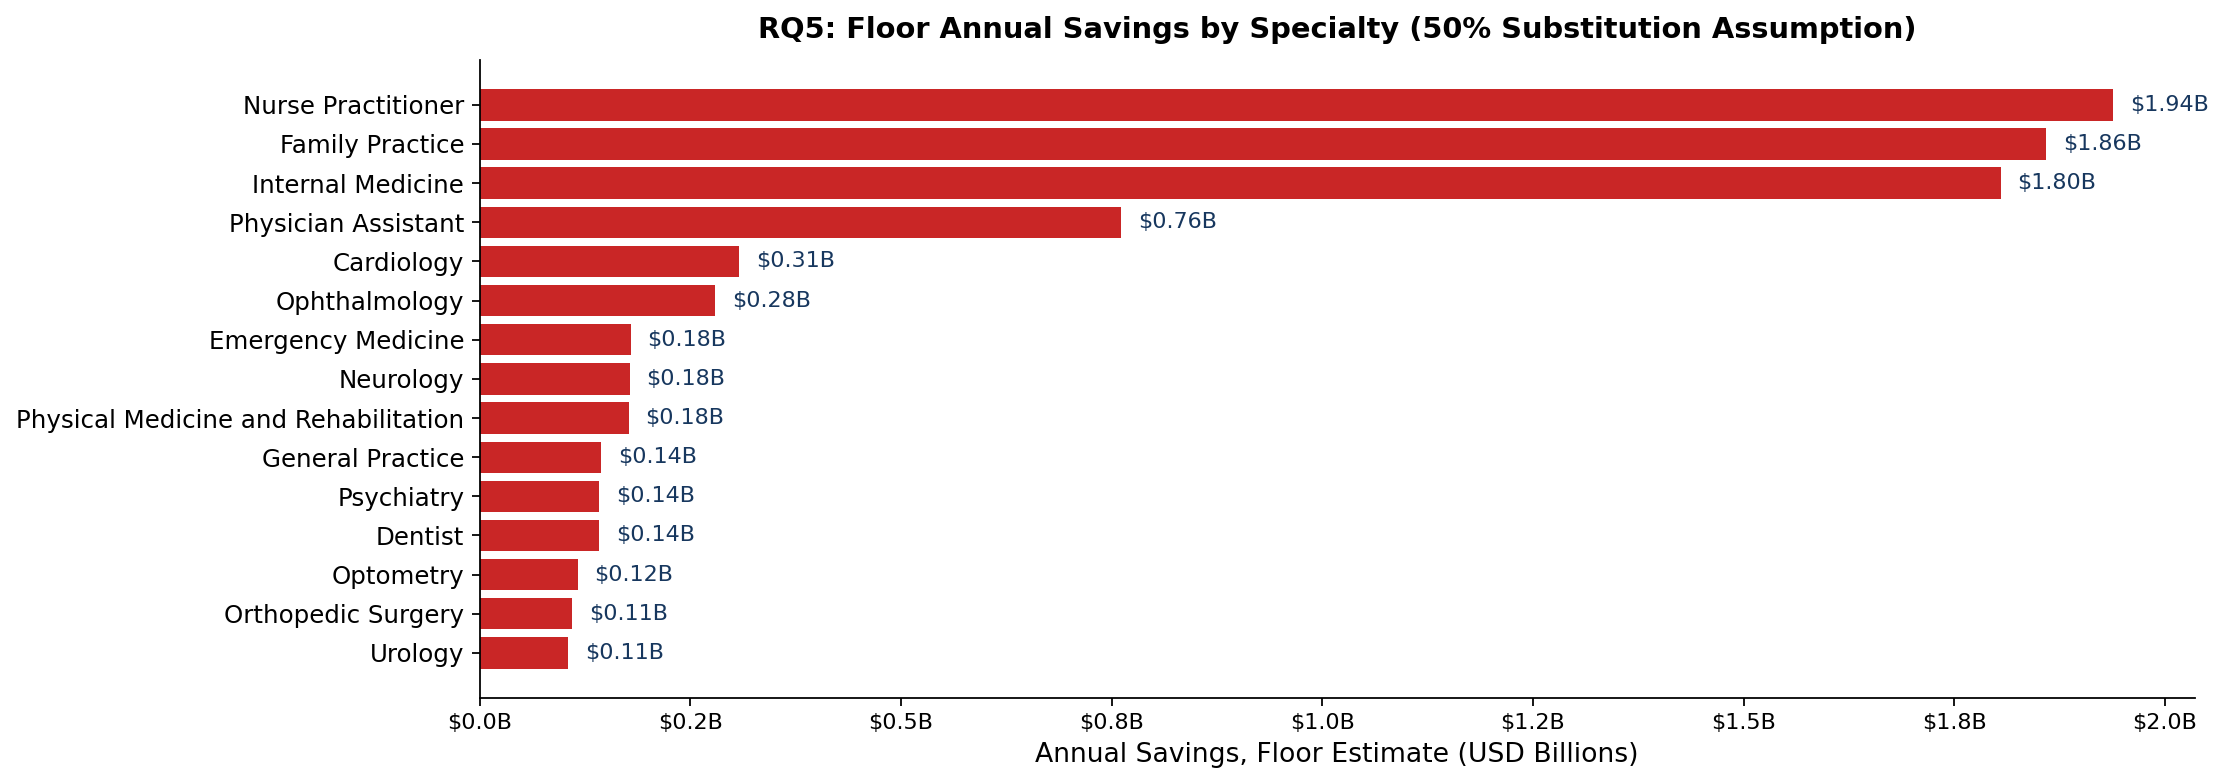 RQ5: Floor Annual Savings by Specialty (50% Substitution Assumption)
Nurse Practitioner $1.94B
Family Practice $1.86B
Internal Medicine $1.80B
Physician Assistant $0.76B
Cardiology $0.31B
Ophthalmology $0.28B
Emergency Medicine $0.18B
Neurology $0.18B
Physical Medicine and Rehabilitation $0.18B
General Practice $0.14B
Psychiatry $0.14B
Dentist $0.14B
Optometry $0.12B
Orthopedic Surgery $0.11B
Urology $0.11B
$0.0B $0.2B $0.5B $0.8B $1.0B $1.2B $1.5B $1.8B $2.0B
Annual Savings, Floor Estimate (USD Billions)